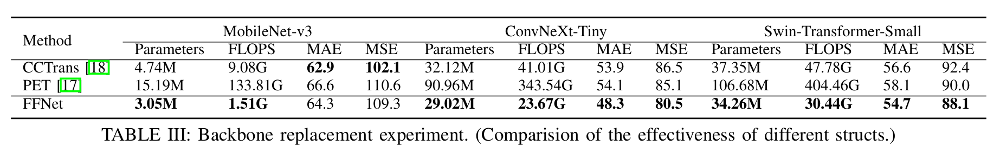 Method MobileNet-v3 ConvNeXt-Tiny Swin-Transformer-Small
Parameters FLOPS MAE MSE Parameters FLOPS MAE MSE Parameters FLOPS MAE MSE
CCTrans [18] 4.74M 9.08G 62.9 102.1 32.12M 41.01G 53.9 86.5 37.35M 47.78G 56.6 92.4
PET [17] 15.19M 133.81G 66.6 110.6 90.96M 343.54G 54.1 85.1 106.68M 404.46G 58.1 90.0
FFNet 3.05M 1.51G 64.3 109.3 29.02M 23.67G 48.3 80.5 34.26M 30.44G 54.7 88.1
TABLE III: Backbone replacement experiment. (Comparision of the effectiveness of different structs.)